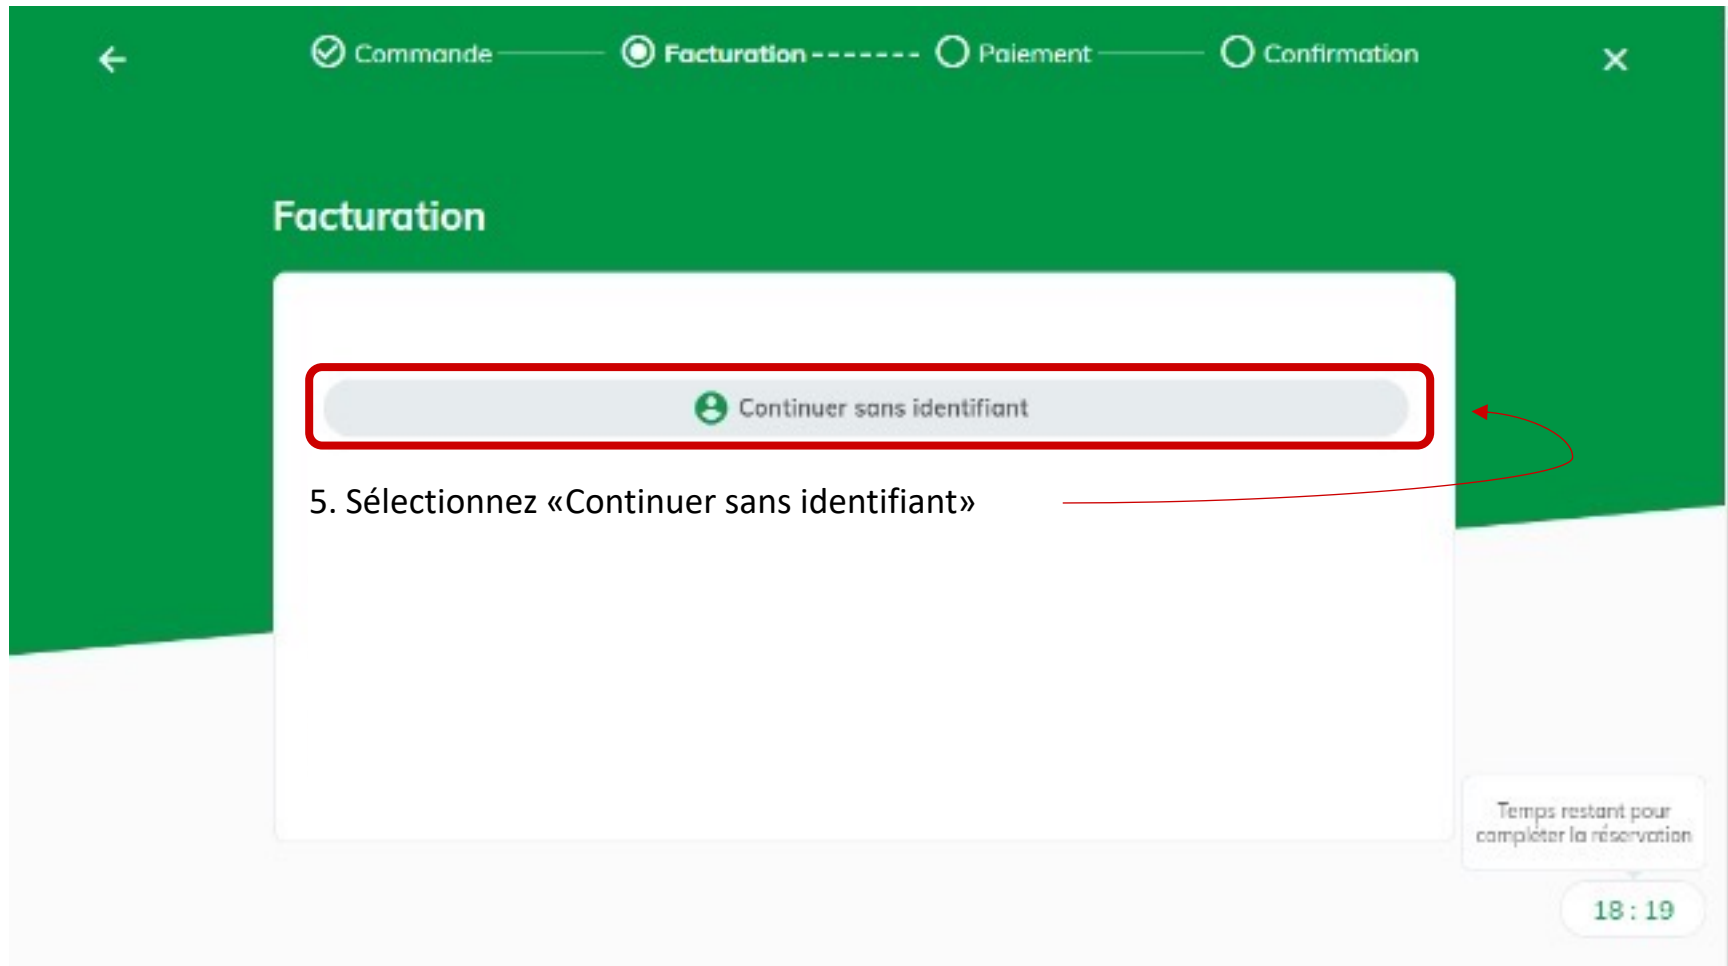 Commande Facturation Paiement Confirmation
Facturation
Continuer sans identifiant
5. Sélectionnez «Continuer sans identifiant»
Temps restant pour
compléter la réservation
18 : 19